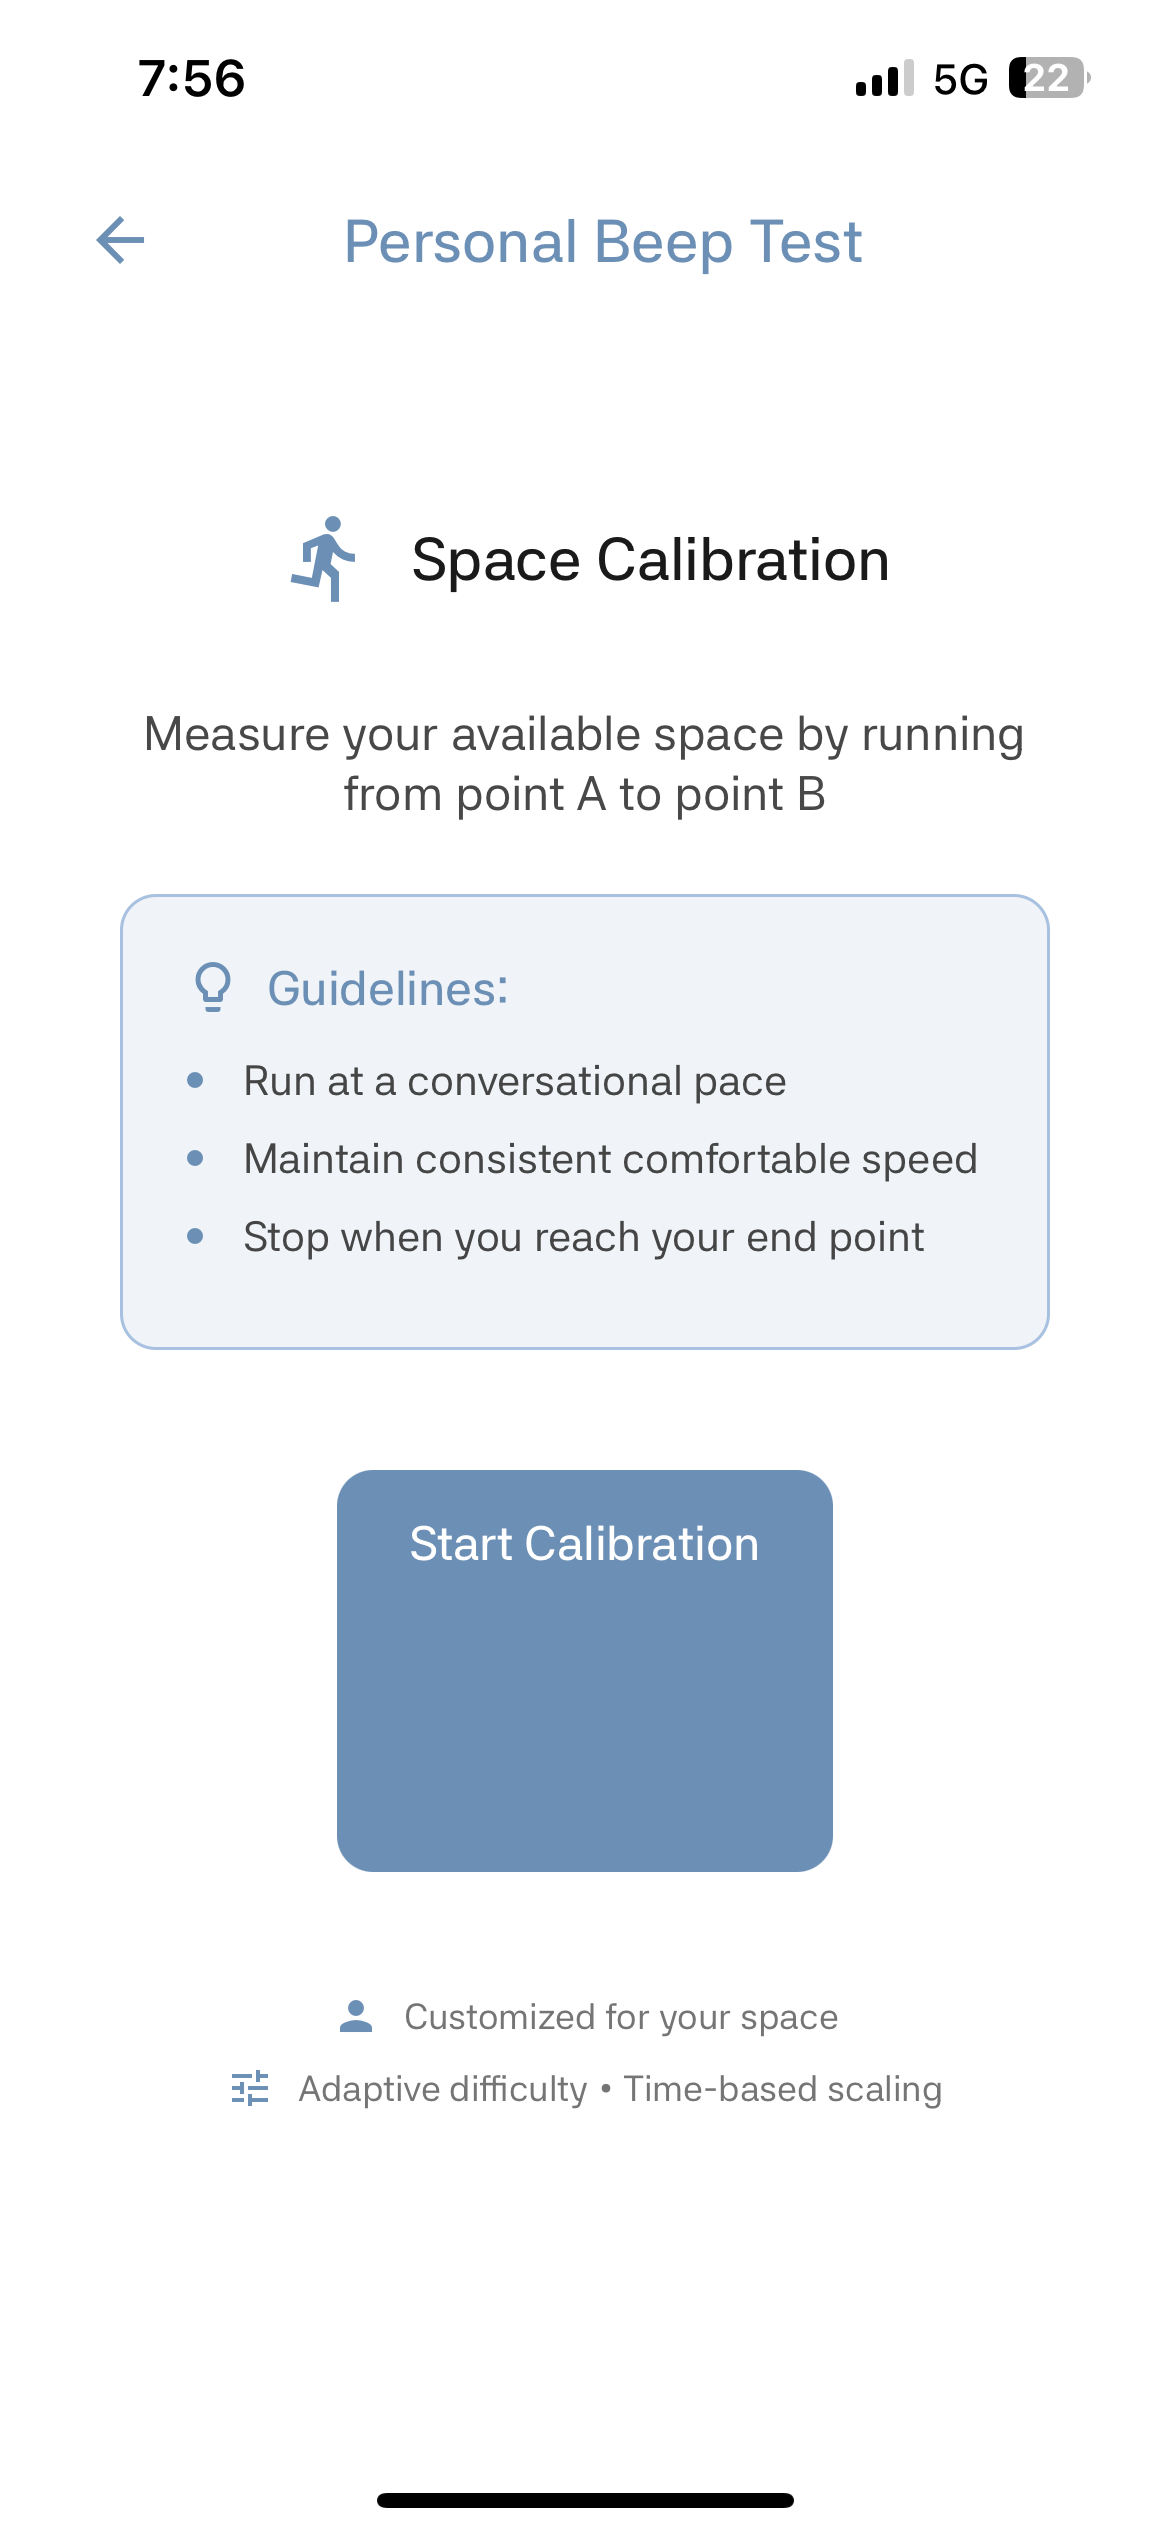 7:56
5G 22
Personal Beep Test
Space Calibration
Measure your available space by running
from point A to point B
Guidelines:
• Run at a conversational pace
• Maintain consistent comfortable speed
• Stop when you reach your end point
Start Calibration
Customized for your space
Adaptive difficulty • Time-based scaling